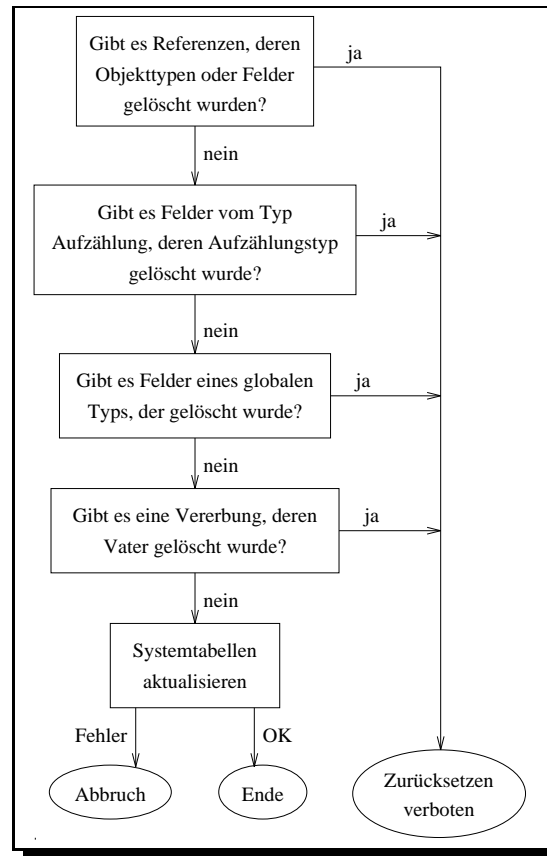 Gibt es Referenzen, deren
Objekttypen oder Felder
gelöscht wurden?
ja
nein
Gibt es Felder vom Typ
Aufzählung, deren Aufzählungstyp
gelöscht wurde?
ja
nein
Gibt es Felder eines globalen
Typs, der gelöscht wurde?
ja
nein
Gibt es eine Vererbung, deren
Vater gelöscht wurde?
ja
nein
Systemtabellen
aktualisieren
Fehler
OK
Abbruch
Ende
Zurücksetzen
verboten